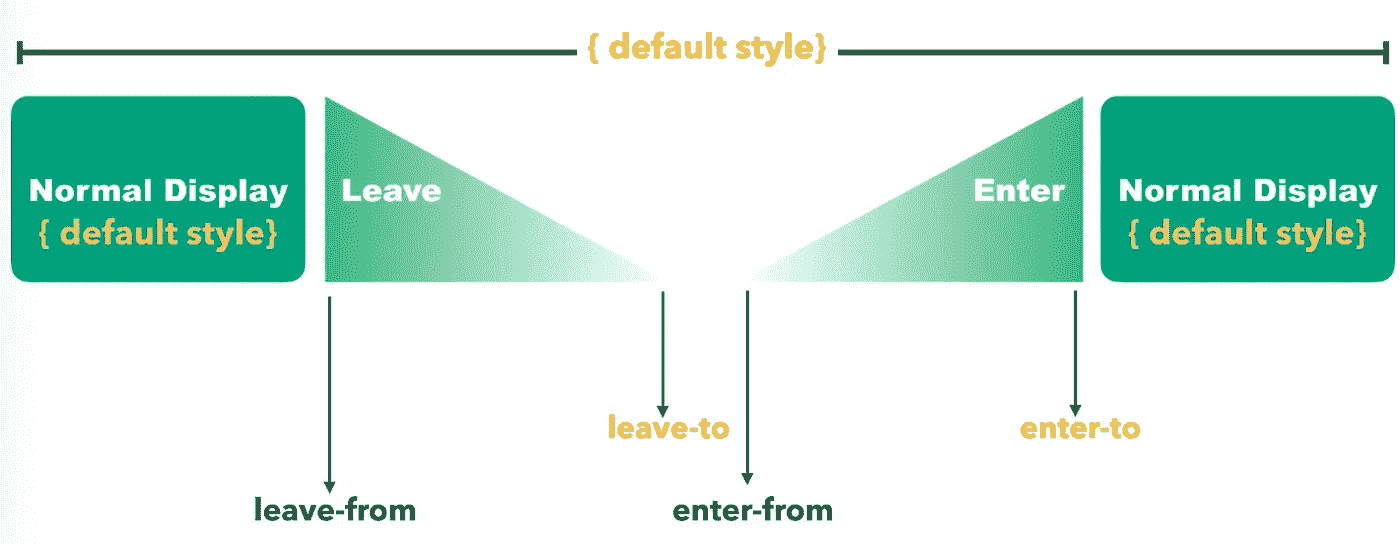 { default style}
Normal Display
{ default style}
Leave
Enter
Normal Display
{ default style}
leave-to
enter-to
leave-from
enter-from